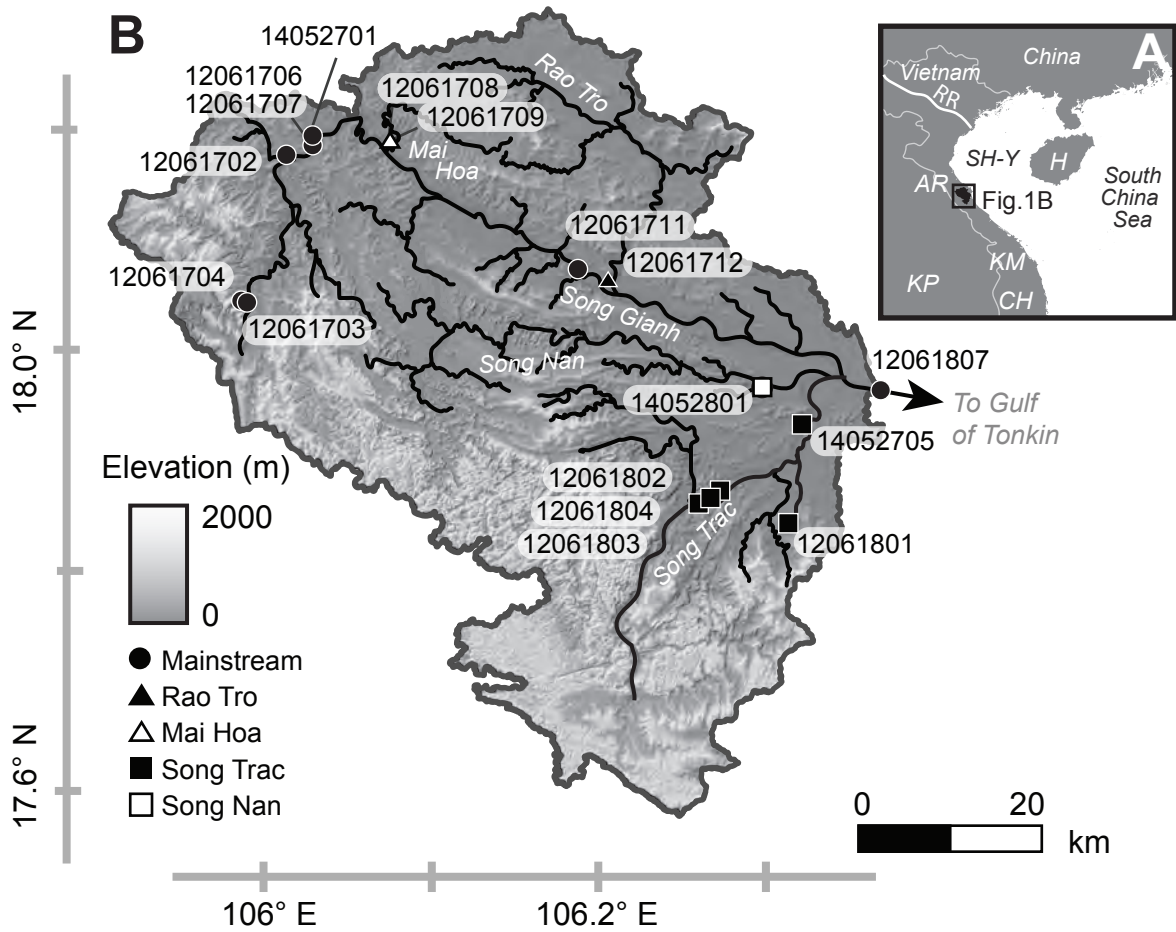 B
14052701
12061706
12061707
12061708
12061709
Rao Tro
12061702
Mai
Hoa
12061711
12061712
12061704
12061703
Song Gianh
Song Nan
12061807
14052801
To Gulf
of Tonkin
14052705
12061802
12061804
12061803
Song Trac
12061801
A
China
Vietnam
RR
SH-Y
H
South
China
Sea
AR
Fig.1B
KM
KP
CH
18.0° N
17.6° N
Elevation (m)
2000
0
Mainstream
Rao Tro
Mai Hoa
Song Trac
Song Nan
0 20
km
106° E 106.2° E